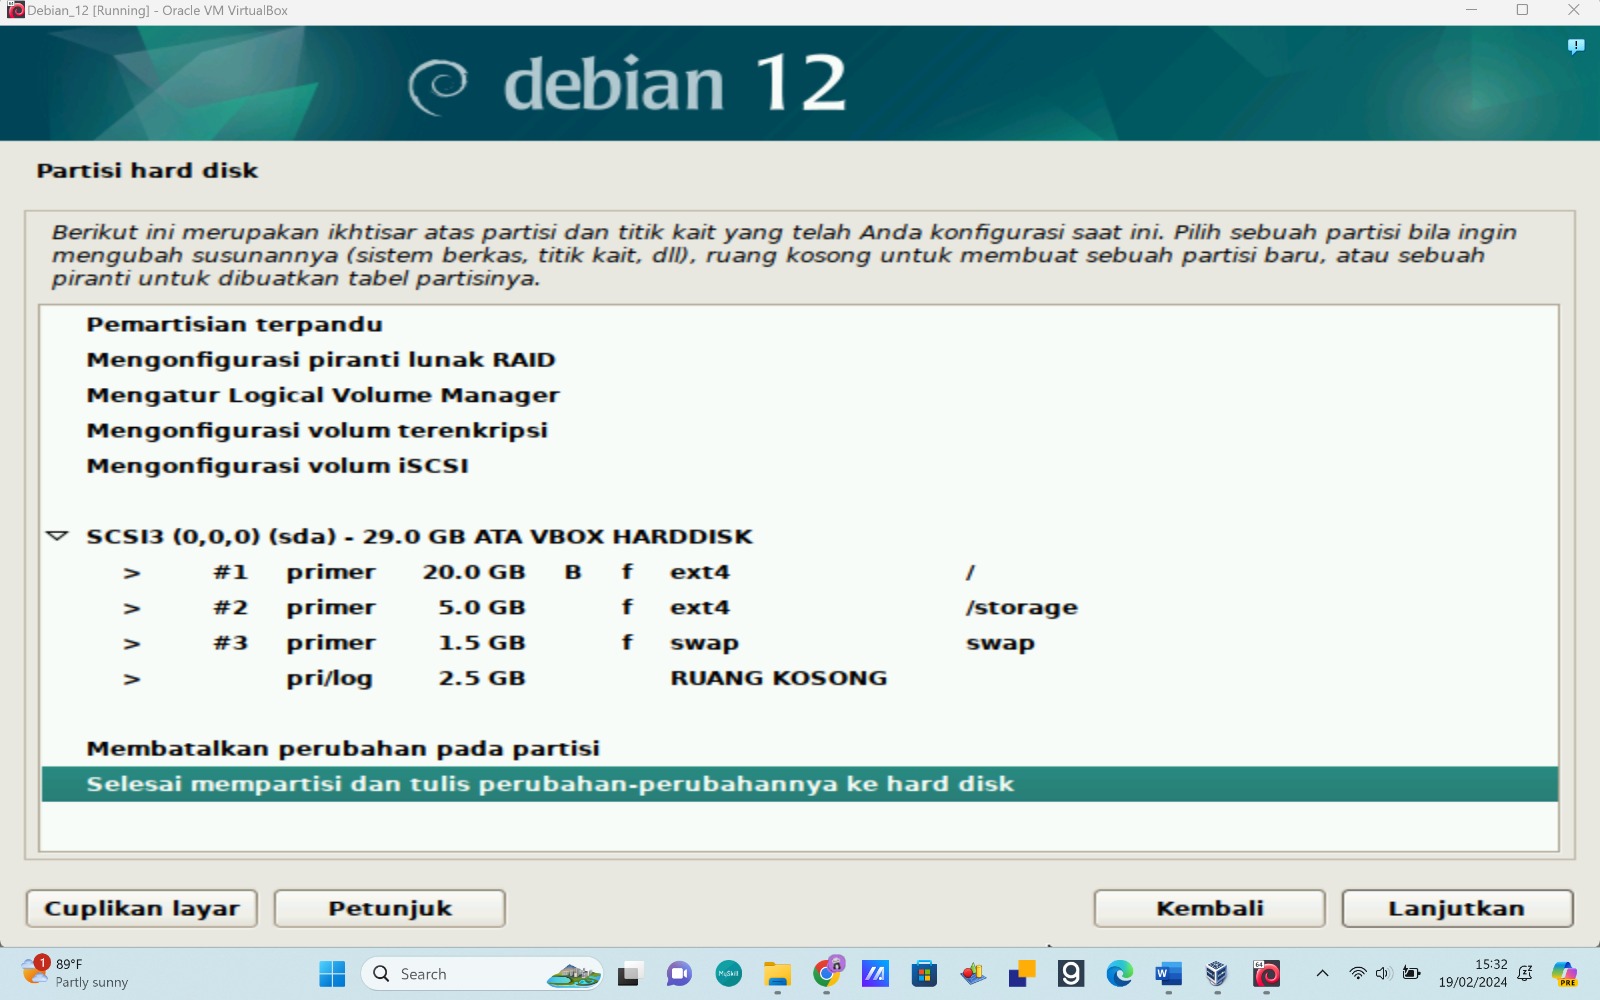 Debian_12 [Running] - Oracle VM VirtualBox
debian 12
Partisi hard disk
Berikut ini merupakan ikhtisar atas partisi dan titik kait yang telah Anda konfigurasi saat ini. Pilih sebuah partisi bila ingin
mengubah susunannya (sistem berkas, titik kait, dll), ruang kosong untuk membuat sebuah partisi baru, atau sebuah
piranti untuk dibuatkan tabel partisinya.
Pemartisian terpandu
Mengonfigurasi piranti lunak RAID
Mengatur Logical Volume Manager
Mengonfigurasi volum terenkripsi
Mengonfigurasi volum iSCSI
SCSI3 (0,0,0) (sda) - 29.0 GB ATA VBOX HARDDISK
> #1 primer 20.0 GB B f ext4 /
> #2 primer 5.0 GB f ext4 /storage
> #3 primer 1.5 GB f swap swap
> pri/log 2.5 GB RUANG KOSONG
Membatalkan perubahan pada partisi
Selesai mempartisi dan tulis perubahan-perubahannya ke hard disk
Cuplikan layar Petunjuk Kembali Lanjutkan
1 89°F
Partly sunny
Search
MySkill
64
PRE
15:32
19/02/2024